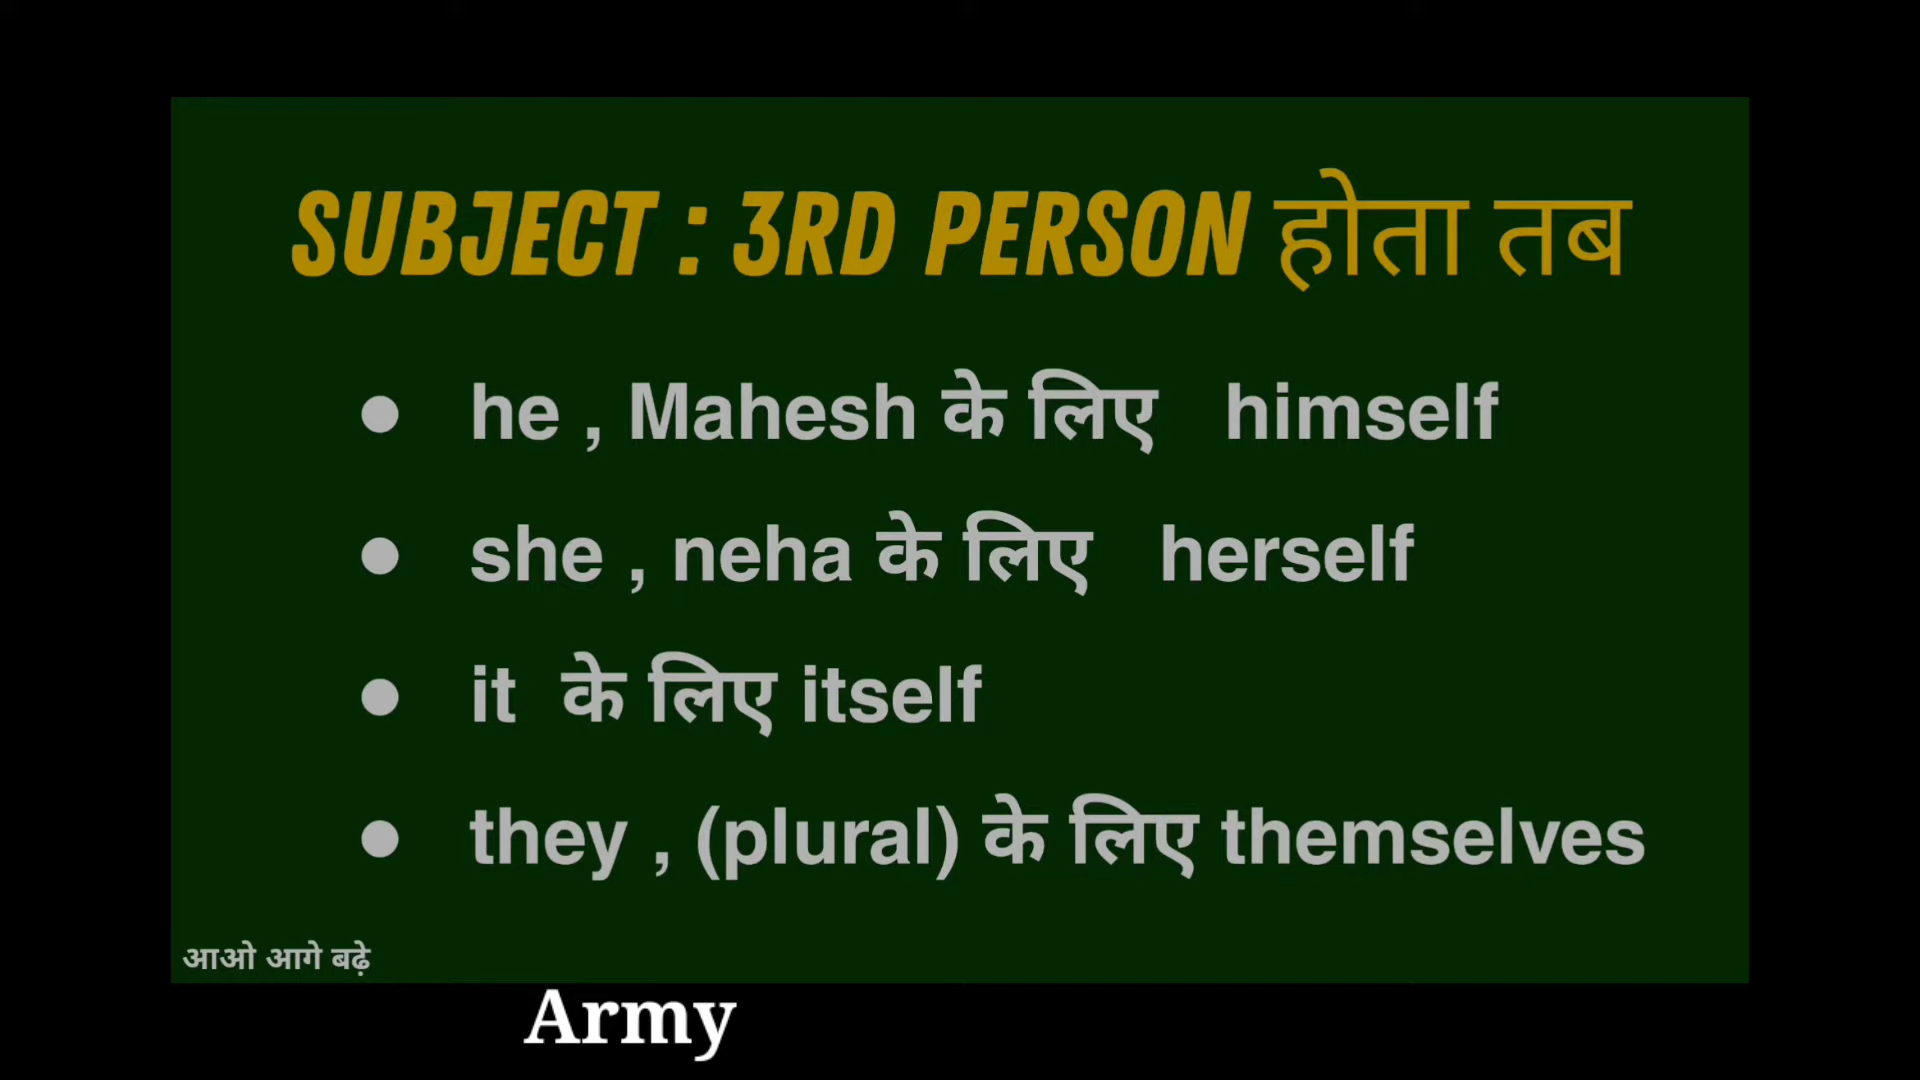 SUBJECT : 3RD PERSON होता तब
● he , Mahesh के लिए himself
● she , neha के लिए herself
● it के लिए itself
● they , (plural) के लिए themselves
आओ आगे बढ़े
Army